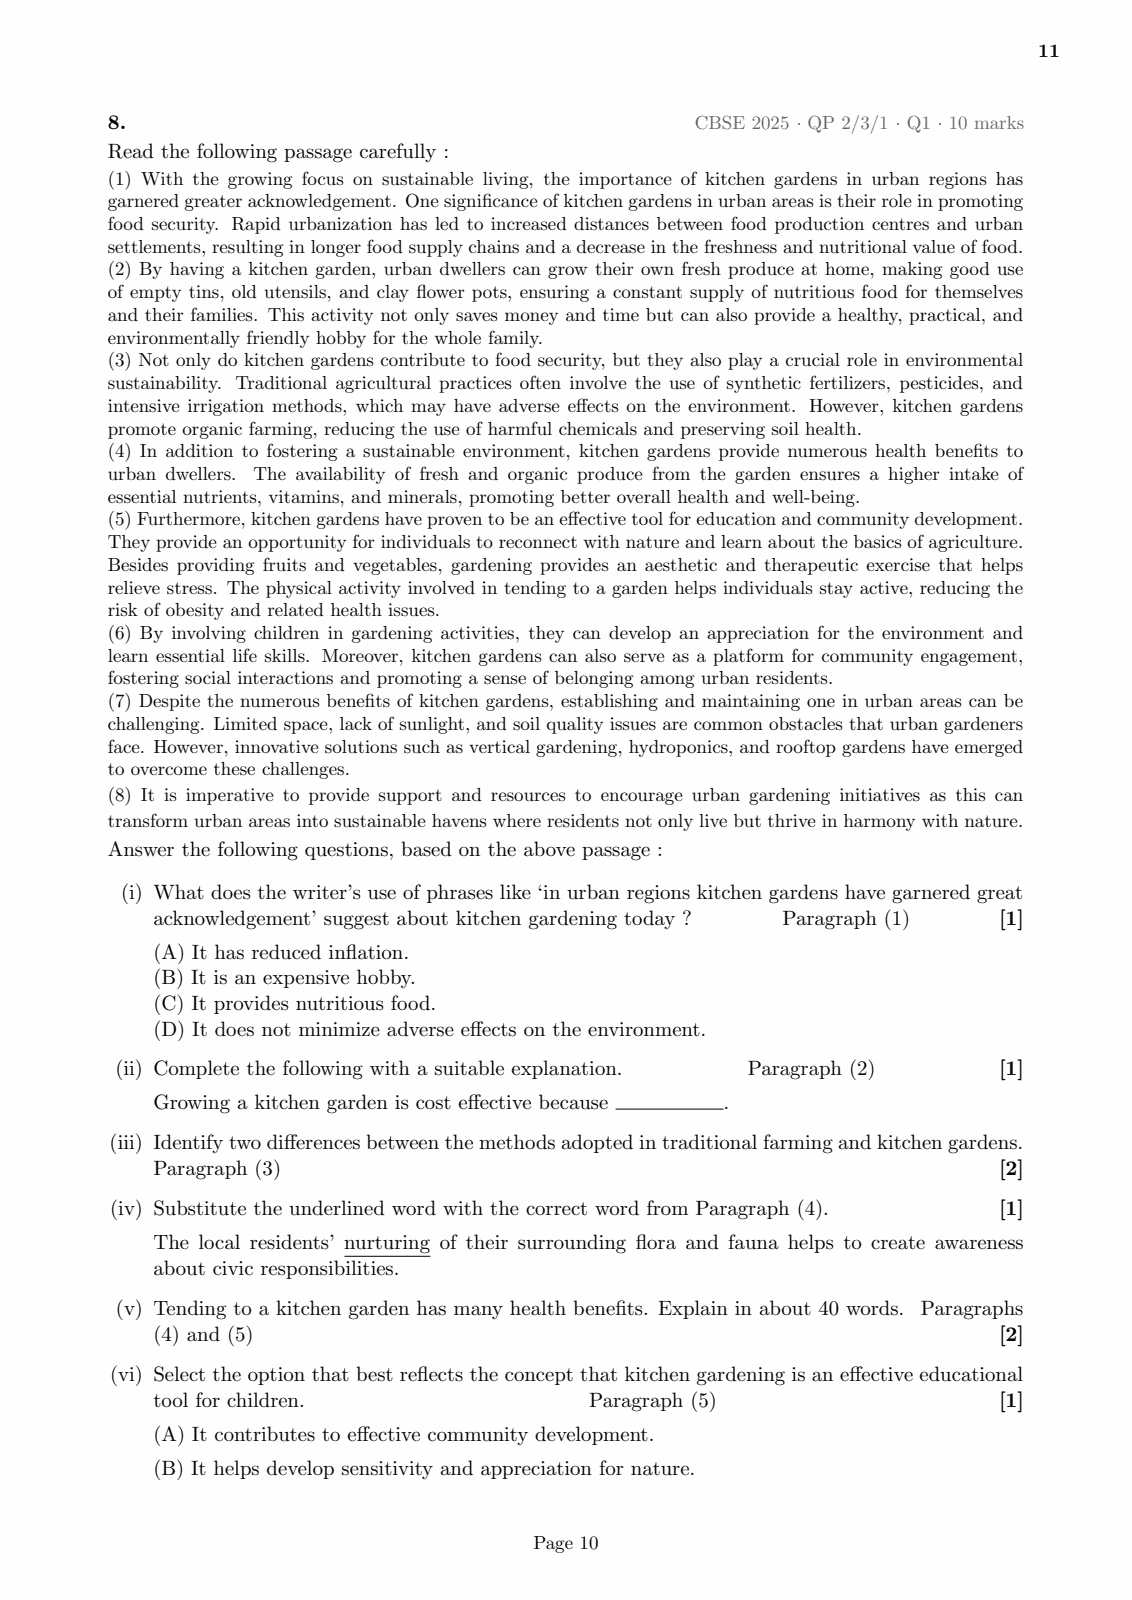 11
8.
CBSE 2025 · QP 2/3/1 · Q1 · 10 marks
Read the following passage carefully :
(1) With the growing focus on sustainable living, the importance of kitchen gardens in urban regions has
garnered greater acknowledgement. One significance of kitchen gardens in urban areas is their role in promoting
food security. Rapid urbanization has led to increased distances between food production centres and urban
settlements, resulting in longer food supply chains and a decrease in the freshness and nutritional value of food.
(2) By having a kitchen garden, urban dwellers can grow their own fresh produce at home, making good use
of empty tins, old utensils, and clay flower pots, ensuring a constant supply of nutritious food for themselves
and their families. This activity not only saves money and time but can also provide a healthy, practical, and
environmentally friendly hobby for the whole family.
(3) Not only do kitchen gardens contribute to food security, but they also play a crucial role in environmental
sustainability. Traditional agricultural practices often involve the use of synthetic fertilizers, pesticides, and
intensive irrigation methods, which may have adverse effects on the environment. However, kitchen gardens
promote organic farming, reducing the use of harmful chemicals and preserving soil health.
(4) In addition to fostering a sustainable environment, kitchen gardens provide numerous health benefits to
urban dwellers. The availability of fresh and organic produce from the garden ensures a higher intake of
essential nutrients, vitamins, and minerals, promoting better overall health and well-being.
(5) Furthermore, kitchen gardens have proven to be an effective tool for education and community development.
They provide an opportunity for individuals to reconnect with nature and learn about the basics of agriculture.
Besides providing fruits and vegetables, gardening provides an aesthetic and therapeutic exercise that helps
relieve stress. The physical activity involved in tending to a garden helps individuals stay active, reducing the
risk of obesity and related health issues.
(6) By involving children in gardening activities, they can develop an appreciation for the environment and
learn essential life skills. Moreover, kitchen gardens can also serve as a platform for community engagement,
fostering social interactions and promoting a sense of belonging among urban residents.
(7) Despite the numerous benefits of kitchen gardens, establishing and maintaining one in urban areas can be
challenging. Limited space, lack of sunlight, and soil quality issues are common obstacles that urban gardeners
face. However, innovative solutions such as vertical gardening, hydroponics, and rooftop gardens have emerged
to overcome these challenges.
(8) It is imperative to provide support and resources to encourage urban gardening initiatives as this can
transform urban areas into sustainable havens where residents not only live but thrive in harmony with nature.
Answer the following questions, based on the above passage :
(i) What does the writer's use of phrases like ‘in urban regions kitchen gardens have garnered great
acknowledgement’ suggest about kitchen gardening today ? Paragraph (1) [1]
(A) It has reduced inflation.
(B) It is an expensive hobby.
(C) It provides nutritious food.
(D) It does not minimize adverse effects on the environment.
(ii) Complete the following with a suitable explanation. Paragraph (2) [1]
Growing a kitchen garden is cost effective because __________.
(iii) Identify two differences between the methods adopted in traditional farming and kitchen gardens.
Paragraph (3) [2]
(iv) Substitute the underlined word with the correct word from Paragraph (4). [1]
The local residents' nurturing of their surrounding flora and fauna helps to create awareness
about civic responsibilities.
(v) Tending to a kitchen garden has many health benefits. Explain in about 40 words. Paragraphs
(4) and (5) [2]
(vi) Select the option that best reflects the concept that kitchen gardening is an effective educational
tool for children. Paragraph (5) [1]
(A) It contributes to effective community development.
(B) It helps develop sensitivity and appreciation for nature.
Page 10